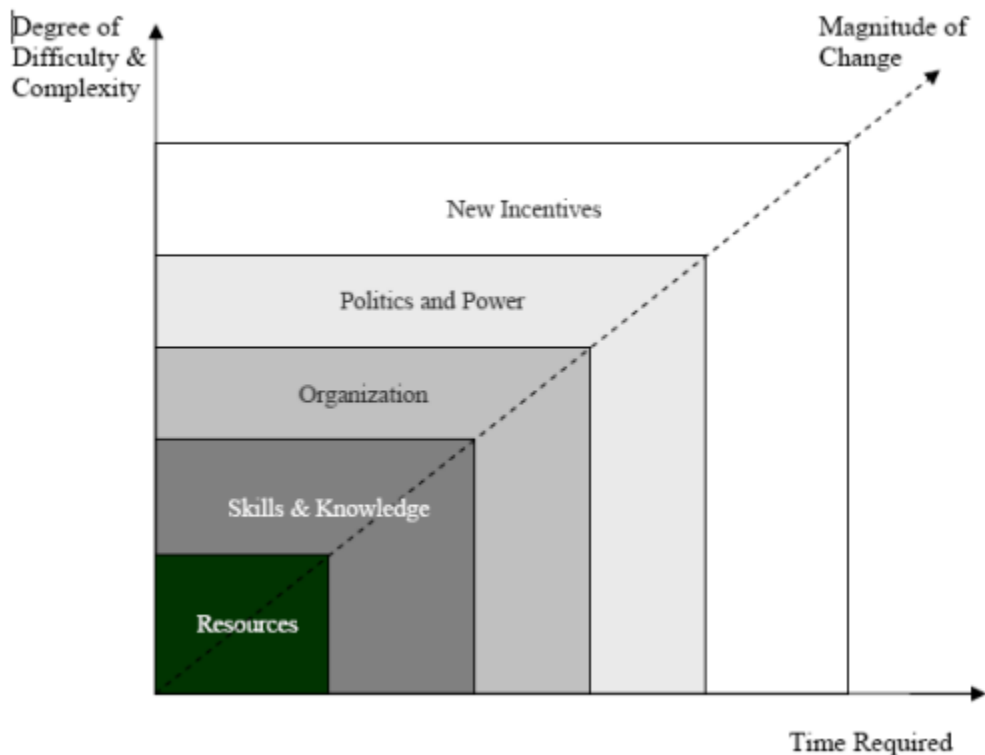 Degree of
Difficulty &
Complexity
Magnitude of
Change
New Incentives
Politics and Power
Organization
Skills & Knowledge
Resources
Time Required